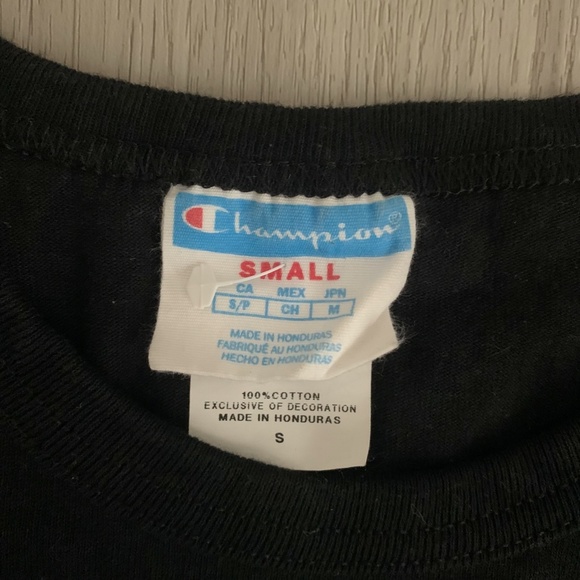 Champion®
SMALL
CA MEX JPN
S/P CH M
MADE IN HONDURAS
FABRIQUÉ AU HONDURAS
HECHO EN HONDURAS
100%COTTON
EXCLUSIVE OF DECORATION
MADE IN HONDURAS
S